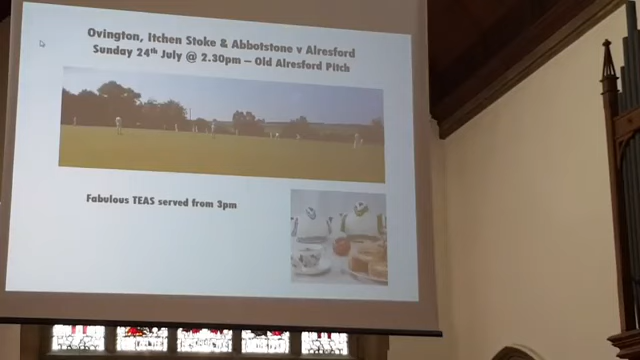 Ovington, Itchen Stoke & Abbotstone v Alresford
Sunday 24th July @ 2.30pm – Old Alresford Pitch
Fabulous TEAS served from 3pm